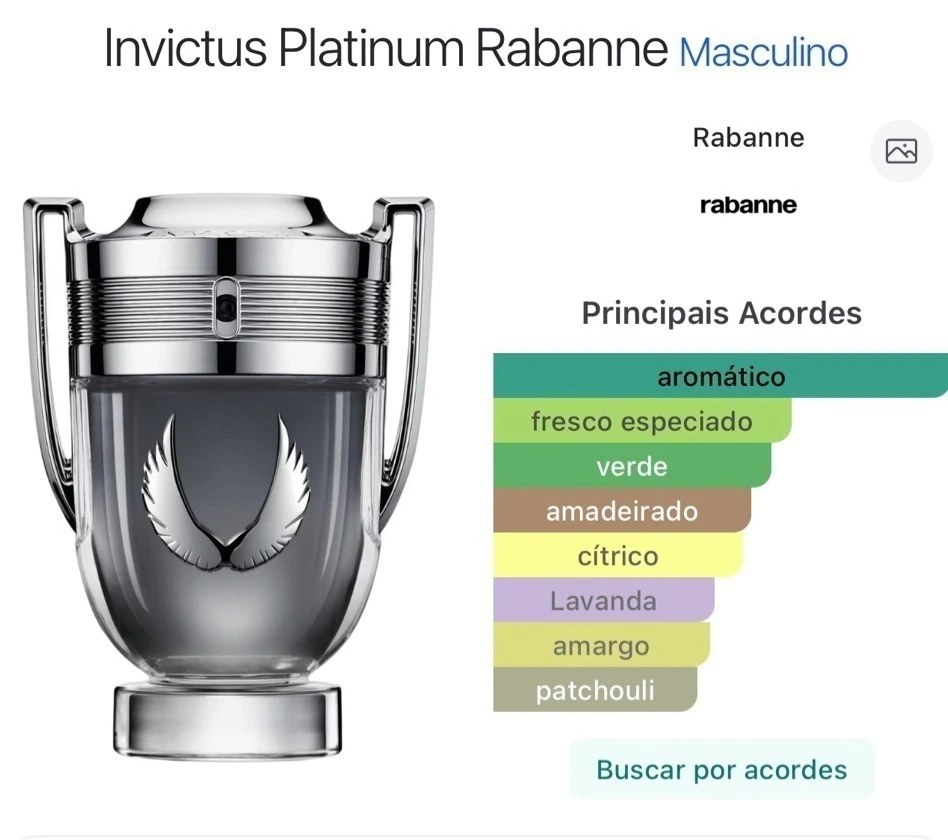 Invictus Platinum Rabanne Masculino
Rabanne
rabanne
Principais Acordes
aromático
fresco especiado
verde
amadeirado
cítrico
Lavanda
amargo
patchouli
Buscar por acordes